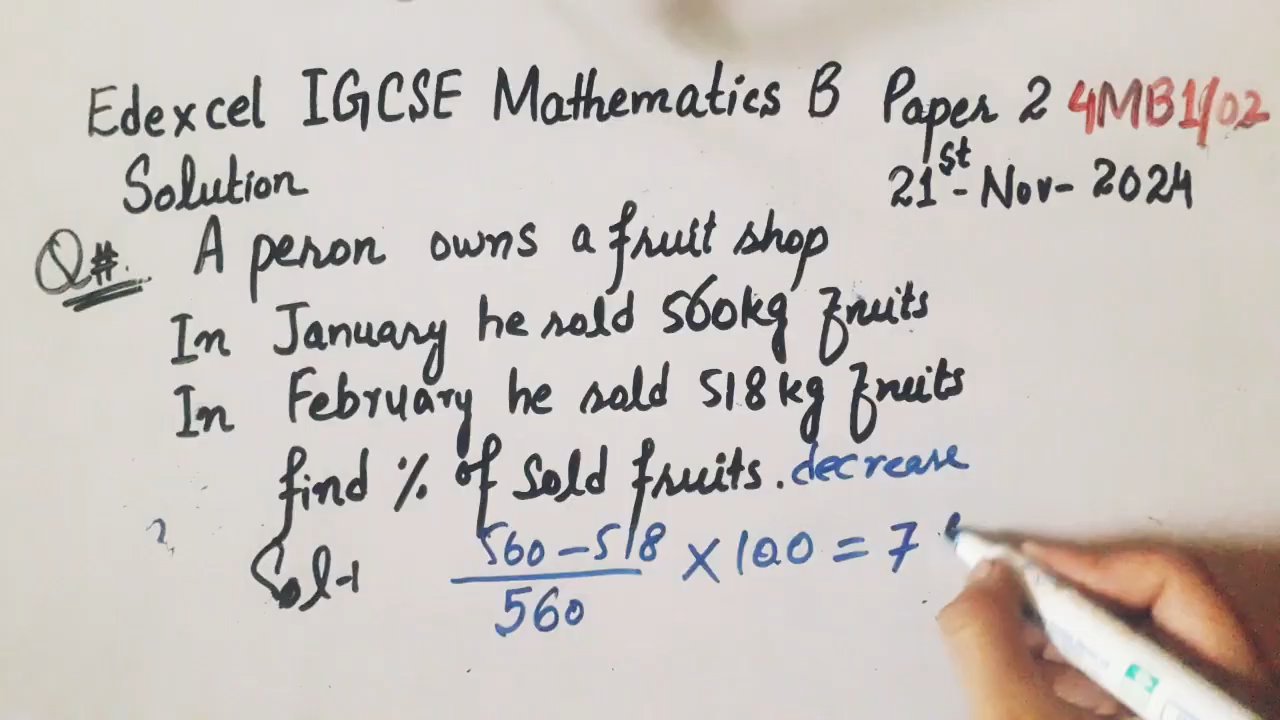 Edexcel IGCSE Mathematics B Paper 2 4MB1/02
Solution 21st-Nov-2024
Q#. A peron owns a fruit shop
In January he sold 560kg fruits
In February he sold 518kg fruits
find % of sold fruits. decrease
Sol+
560-518
560
× 100 = 7